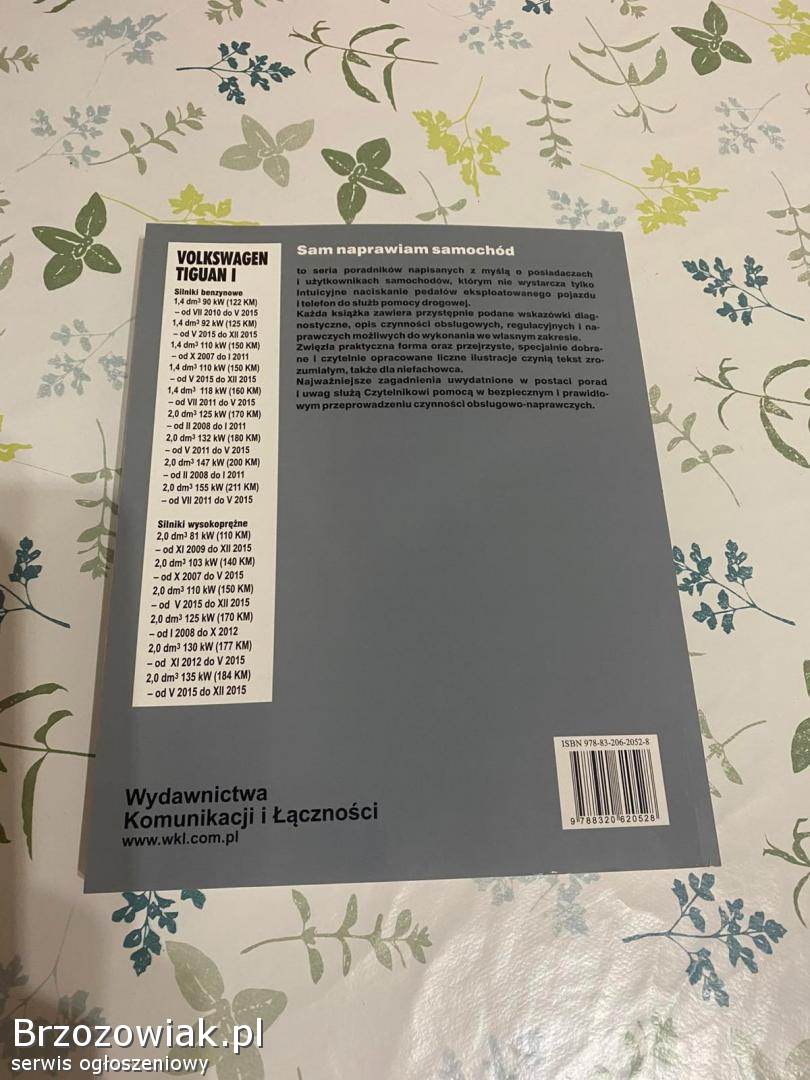 VOLKSWAGEN
TIGUAN I
Silniki benzynowe
1,4 dm³ 90 kW (122 KM)
– od VII 2010 do V 2015
1,4 dm³ 92 kW (125 KM)
– od V 2015 do XII 2015
1,4 dm³ 110 kW (150 KM)
– od X 2007 do I 2011
1,4 dm³ 110 kW (150 KM)
– od V 2015 do XII 2015
1,4 dm³ 118 kW (160 KM)
– od VII 2011 do V 2015
2,0 dm³ 125 kW (170 KM)
– od II 2008 do I 2011
2,0 dm³ 132 kW (180 KM)
– od V 2011 do V 2015
2,0 dm³ 147 kW (200 KM)
– od II 2008 do I 2011
2,0 dm³ 155 kW (211 KM)
– od VII 2011 do V 2015
Silniki wysokoprężne
2,0 dm³ 81 kW (110 KM)
– od XI 2009 do XII 2015
2,0 dm³ 103 kW (140 KM)
– od X 2007 do V 2015
2,0 dm³ 110 kW (150 KM)
– od V 2015 do XII 2015
2,0 dm³ 125 kW (170 KM)
– od I 2008 do X 2012
2,0 dm³ 130 kW (177 KM)
– od XI 2012 do V 2015
2,0 dm³ 135 kW (184 KM)
– od V 2015 do XII 2015
Sam naprawiam samochód
to seria poradników napisanych z myślą o posiadaczach
i użytkownikach samochodów, którym nie wystarcza tylko
intuicyjne naciskanie pedałów eksploatowanego pojazdu
i telefon do służb pomocy drogowej.
Każda książka zawiera przystępnie podane wskazówki diag-
nostyczne, opis czynności obsługowych, regulacyjnych i na-
prawczych możliwych do wykonania we własnym zakresie.
Zwięzła praktyczna forma oraz przejrzyste, specjalnie dobra-
ne i czytelnie opracowane liczne ilustracje czynią tekst zro-
zumiałym, także dla niefachowca.
Najważniejsze zagadnienia uwydatnione w postaci porad
i uwag służą Czytelnikowi pomocą w bezpiecznym i prawidło-
wym przeprowadzeniu czynności obsługowo-naprawczych.
Wydawnictwa
Komunikacji i Łączności
www.wkl.com.pl
ISBN 978-83-206-2052-8
9 788320 620528
Brzozowiak.pl
serwis ogłoszeniowy